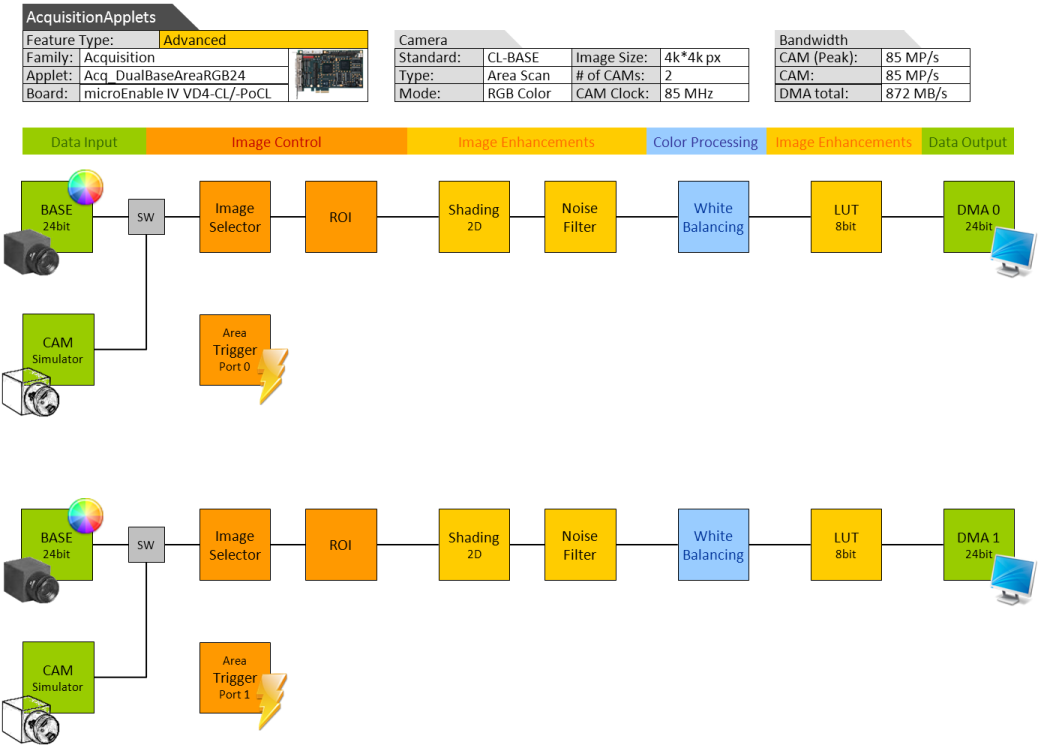 AcquisitionApplets
Feature Type: Advanced
Family: Acquisition
Applet: Acq_DualBaseAreaRGB24
Board: microEnable IV VD4-CL/-PoCL
Camera
Standard: CL-BASE Image Size: 4k*4k px
Type: Area Scan # of CAMs: 2
Mode: RGB Color CAM Clock: 85 MHz
Bandwidth
CAM (Peak): 85 MP/s
CAM: 85 MP/s
DMA total: 872 MB/s
Data Input Image Control Image Enhancements Color Processing Image Enhancements Data Output
BASE
24bit
SW
Image
Selector
ROI
Shading
2D
Noise
Filter
White
Balancing
LUT
8bit
DMA 0
24bit
CAM
Simulator
Area
Trigger
Port 0
BASE
24bit
SW
Image
Selector
ROI
Shading
2D
Noise
Filter
White
Balancing
LUT
8bit
DMA 1
24bit
CAM
Simulator
Area
Trigger
Port 1